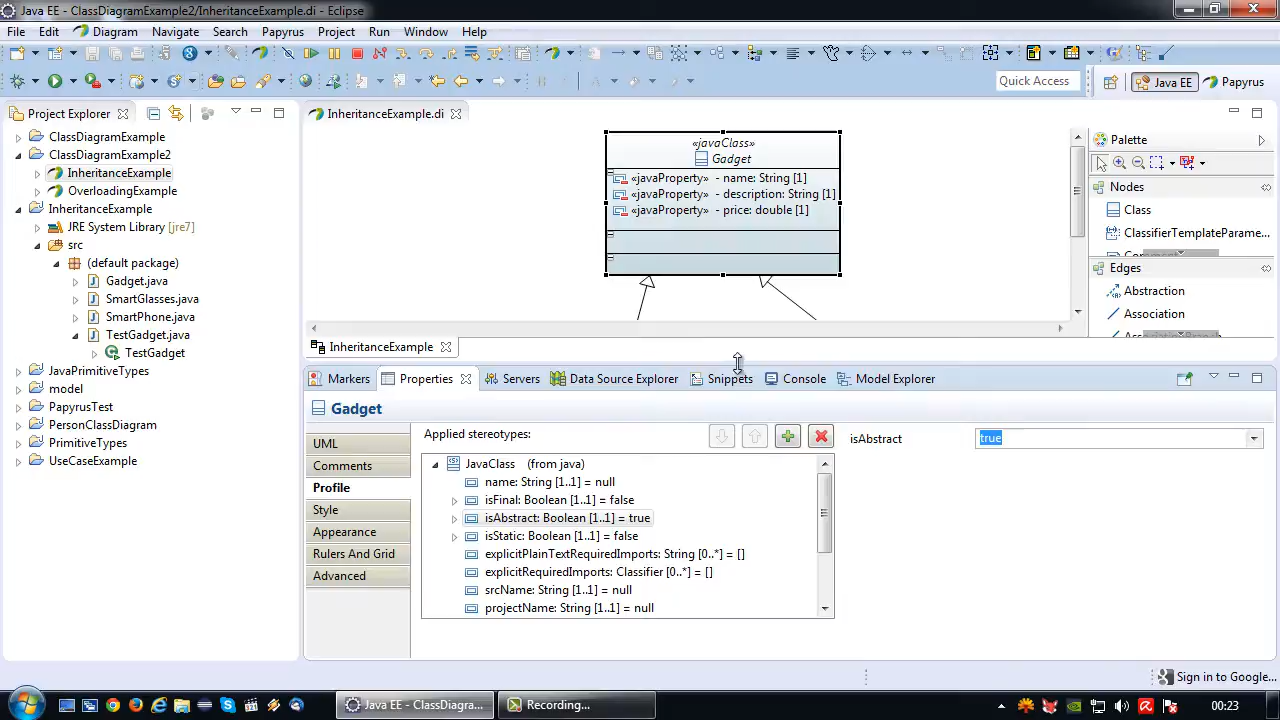 Java EE - ClassDiagramExample2/InheritanceExample.di - Eclipse
File Edit Diagram Navigate Search Papyrus Project Run Window Help
Quick Access Java EE Papyrus
Project Explorer
ClassDiagramExample
ClassDiagramExample2
InheritanceExample
OverloadingExample
InheritanceExample
JRE System Library [jre7]
src
(default package)
Gadget.java
SmartGlasses.java
SmartPhone.java
TestGadget.java
TestGadget
JavaPrimitiveTypes
model
PapyrusTest
PersonClassDiagram
PrimitiveTypes
UseCaseExample
InheritanceExample.di
«javaClass»
Gadget
«javaProperty» - name: String [1]
«javaProperty» - description: String [1]
«javaProperty» - price: double [1]
Palette
Nodes
Class
ClassifierTemplateParame...
Edges
Abstraction
Association
InheritanceExample
Markers Properties Servers Data Source Explorer Snippets Console Model Explorer
Gadget
UML
Comments
Profile
Style
Appearance
Rulers And Grid
Advanced
Applied stereotypes:
JavaClass (from java)
name: String [1..1] = null
isFinal: Boolean [1..1] = false
isAbstract: Boolean [1..1] = true
isStatic: Boolean [1..1] = false
explicitPlainTextRequiredImports: String [0..*] = []
explicitRequiredImports: Classifier [0..*] = []
srcName: String [1..1] = null
projectName: String [1..1] = null
isAbstract true
Sign in to Google...
Java EE - ClassDiagra...
Recording...
00:23